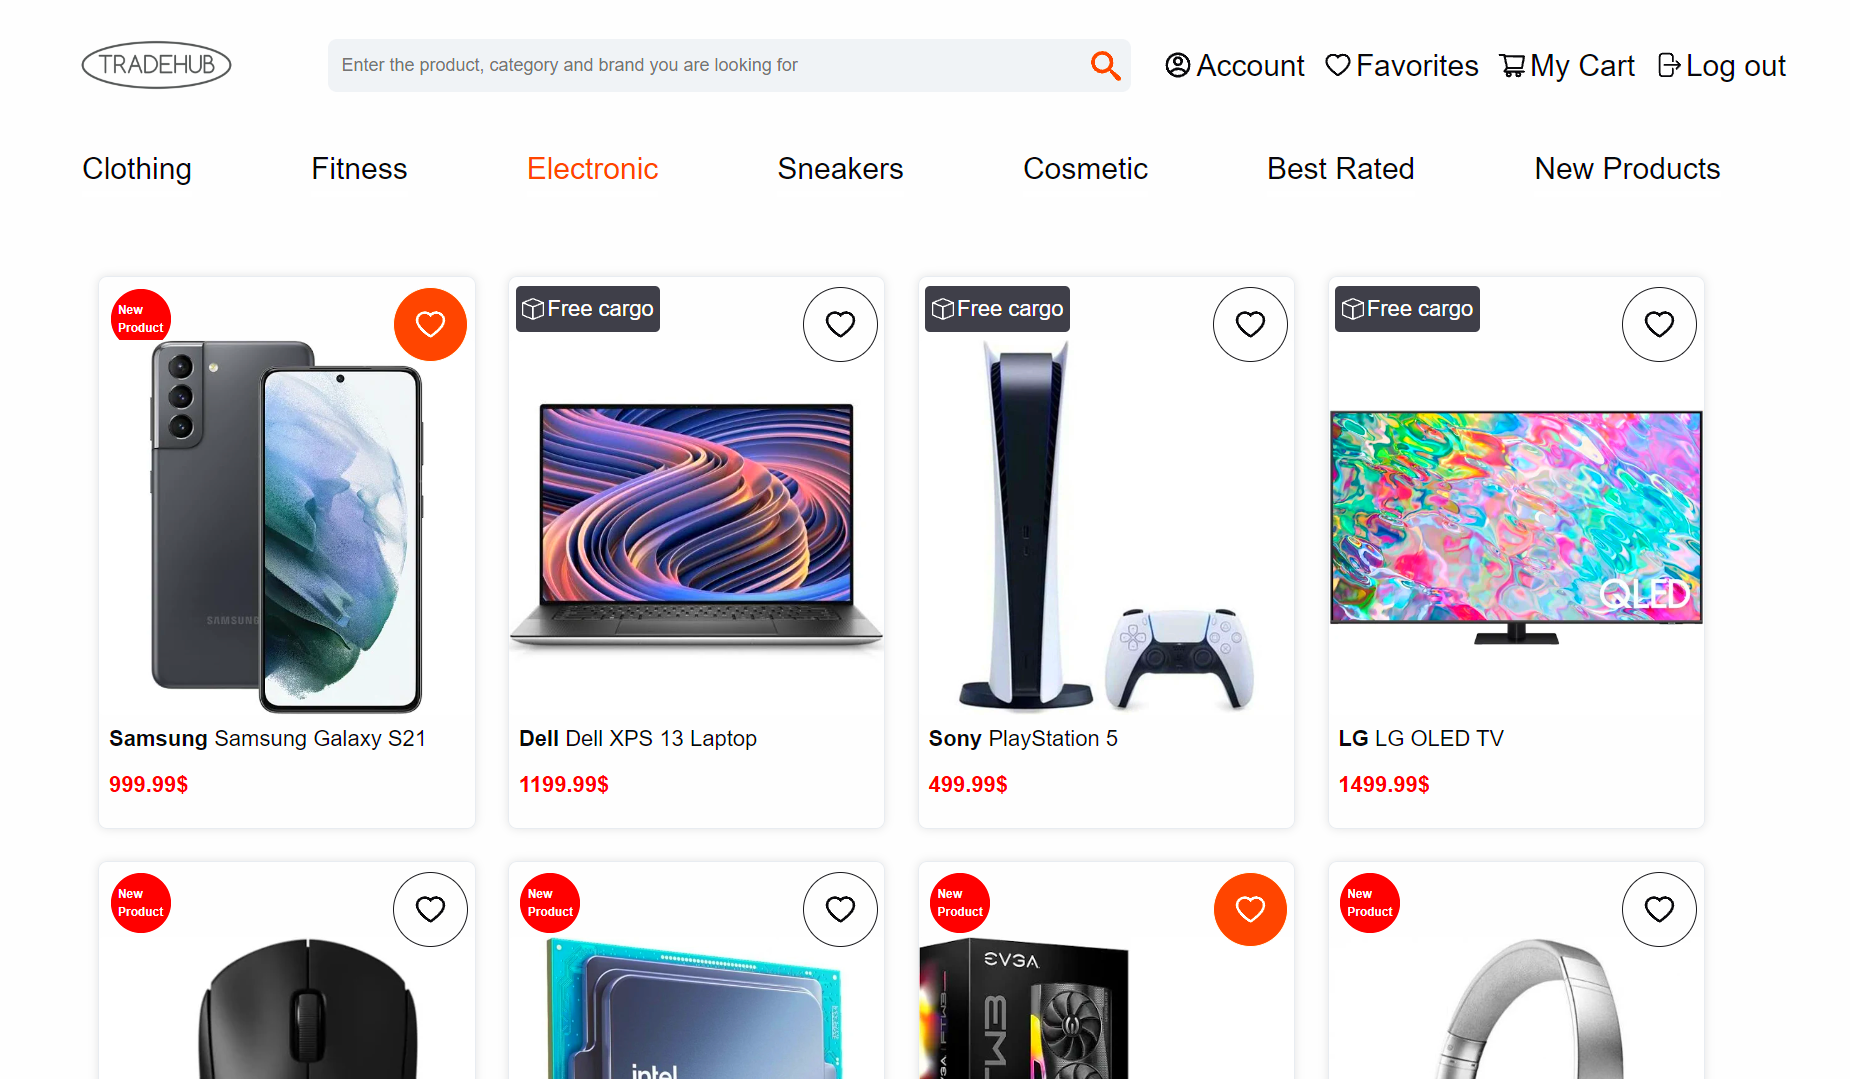 TRADEHUB
Enter the product, category and brand you are looking for
Account
Favorites
My Cart
Log out
Clothing
Fitness
Electronic
Sneakers
Cosmetic
Best Rated
New Products
New
Product
SAMSUNG
Samsung Samsung Galaxy S21
999.99$
Free cargo
Dell Dell XPS 13 Laptop
1199.99$
Free cargo
Sony PlayStation 5
499.99$
Free cargo
QLED
LG LG OLED TV
1499.99$
New
Product
New
Product
intel
New
Product
EVGA
FTW3
New
Product